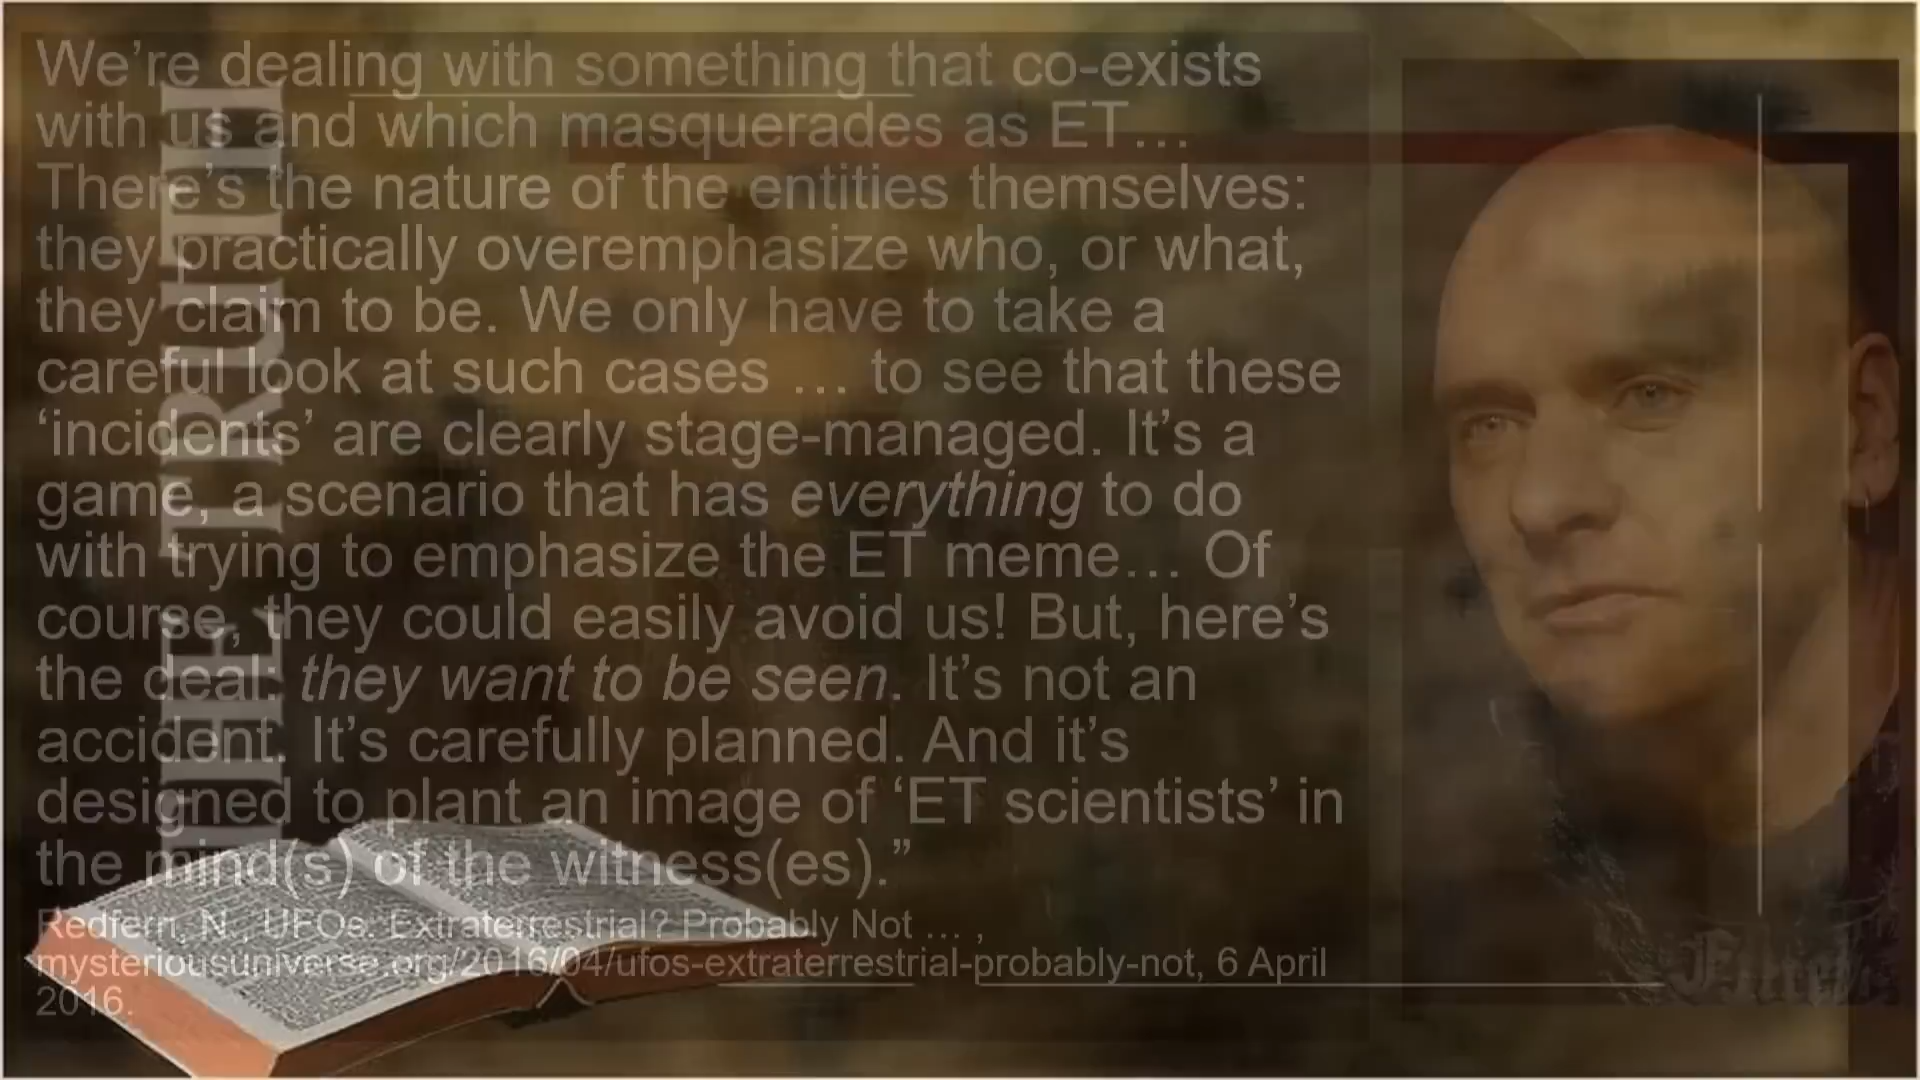 We’re dealing with something that co-exists
with us and which masquerades as ET…
There’s the nature of the entities themselves:
they practically overemphasize who, or what,
they claim to be. We only have to take a
careful look at such cases … to see that these
‘incidents’ are clearly stage-managed. It’s a
game, a scenario that has everything to do
with trying to emphasize the ET meme… Of
course, they could easily avoid us! But, here’s
the deal: they want to be seen. It’s not an
accident. It’s carefully planned. And it’s
designed to plant an image of ‘ET scientists’ in
the mind(s) of the witness(es).”
Redfern, N., UFOs: Extraterrestrial? Probably Not … ,
mysteriousuniverse.org/2016/04/ufos-extraterrestrial-probably-not, 6 April
2016.
THE TRUTH